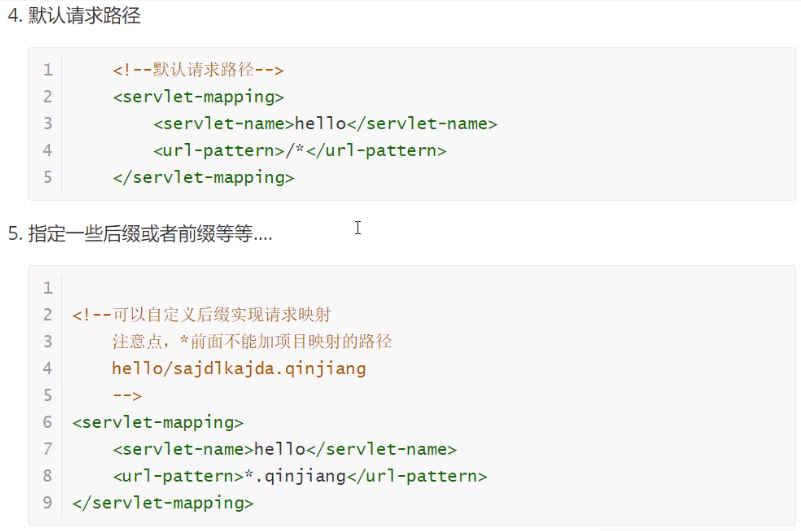 4. 默认请求路径
1 <!--默认请求路径-->
2 <servlet-mapping>
3 <servlet-name>hello</servlet-name>
4 <url-pattern>/*</url-pattern>
5 </servlet-mapping>
5. 指定一些后缀或者前缀等等....
1
2 <!--可以自定义后缀实现请求映射
3 注意点，*前面不能加项目映射的路径
4 hello/sajdlkajda.qinjiang
5 -->
6 <servlet-mapping>
7 <servlet-name>hello</servlet-name>
8 <url-pattern>*.qinjiang</url-pattern>
9 </servlet-mapping>